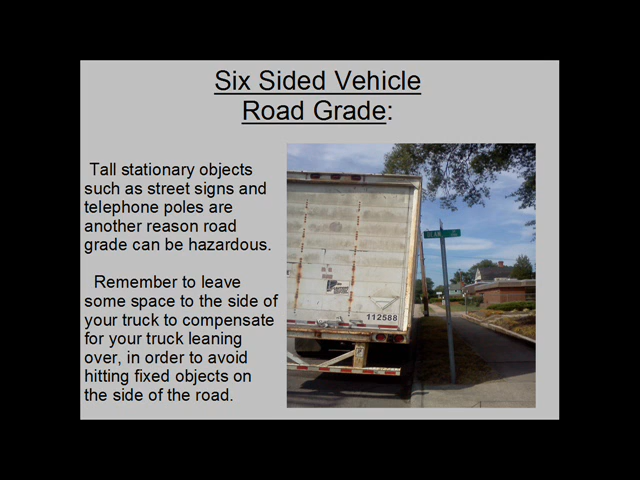 Six Sided Vehicle
Road Grade:
Tall stationary objects
such as street signs and
telephone poles are
another reason road
grade can be hazardous.
Remember to leave
some space to the side of
your truck to compensate
for your truck leaning
over, in order to avoid
hitting fixed objects on
the side of the road.
112588